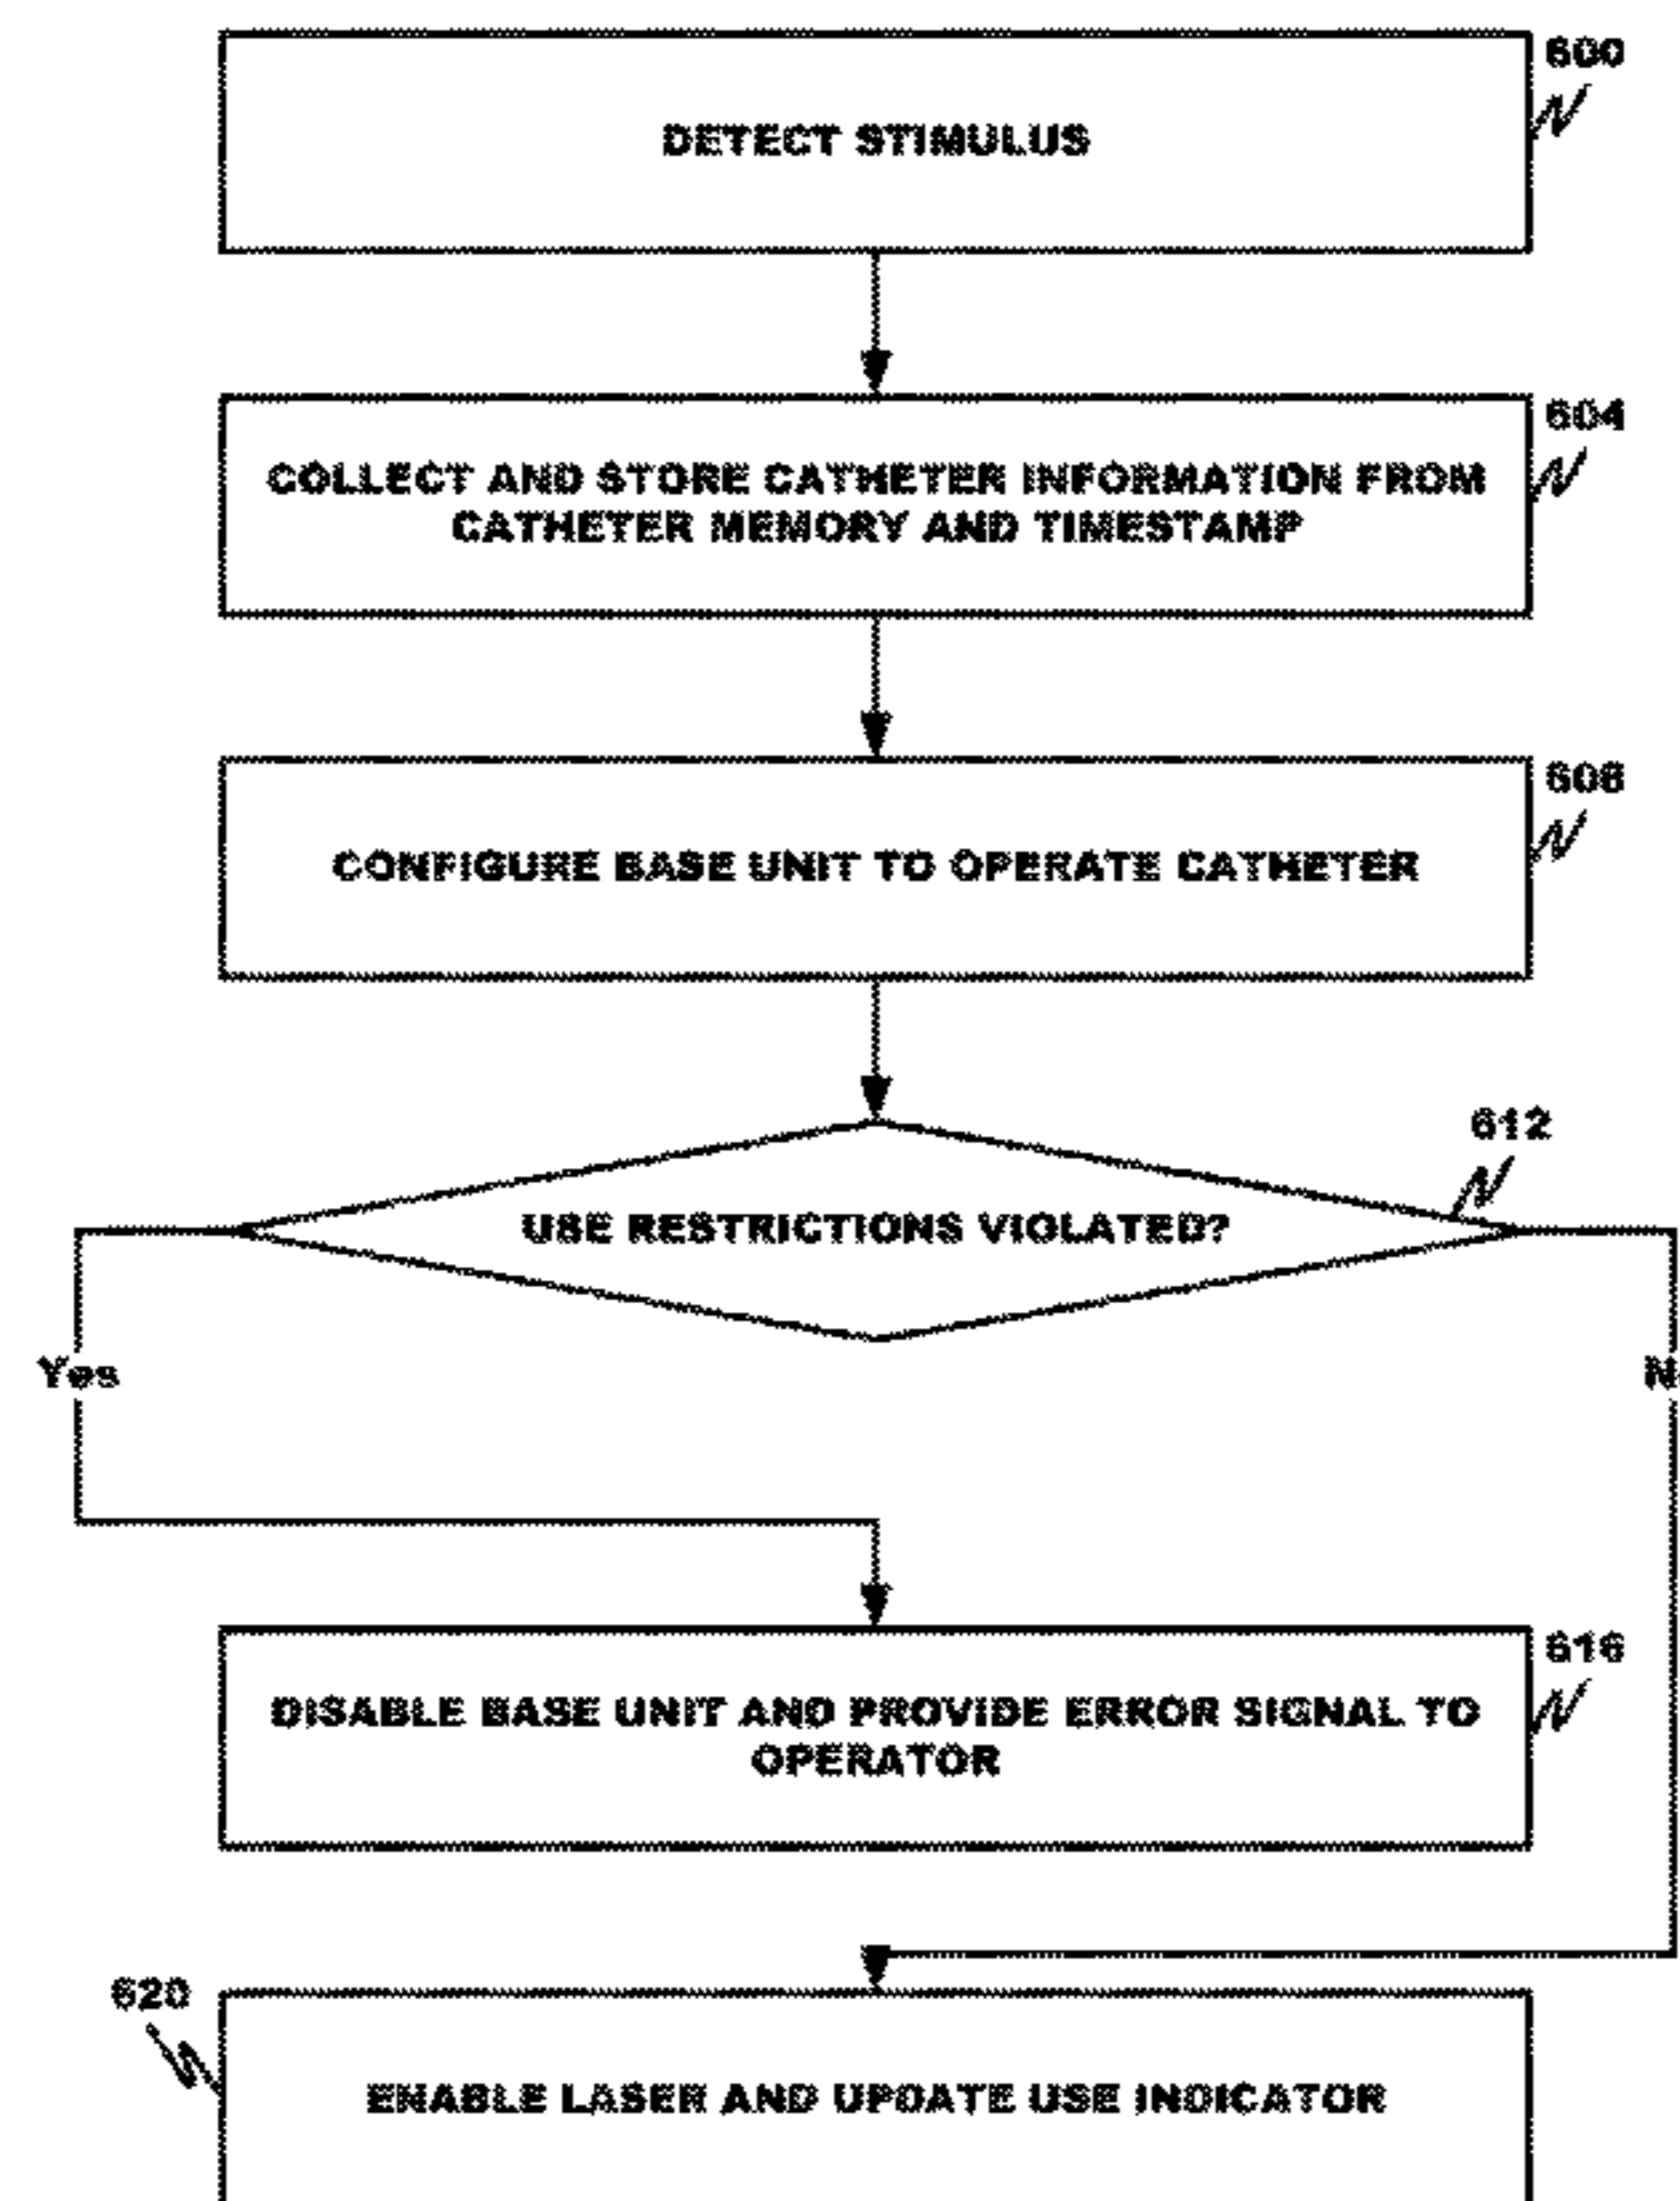 600
DETECT STIMULUS
604
COLLECT AND STORE CATHETER INFORMATION FROM
CATHETER MEMORY AND TIMESTAMP
608
CONFIGURE BASE UNIT TO OPERATE CATHETER
612
USE RESTRICTIONS VIOLATED?
Yes
616
DISABLE BASE UNIT AND PROVIDE ERROR SIGNAL TO
OPERATOR
620
ENABLE LASER AND UPDATE USE INDICATOR